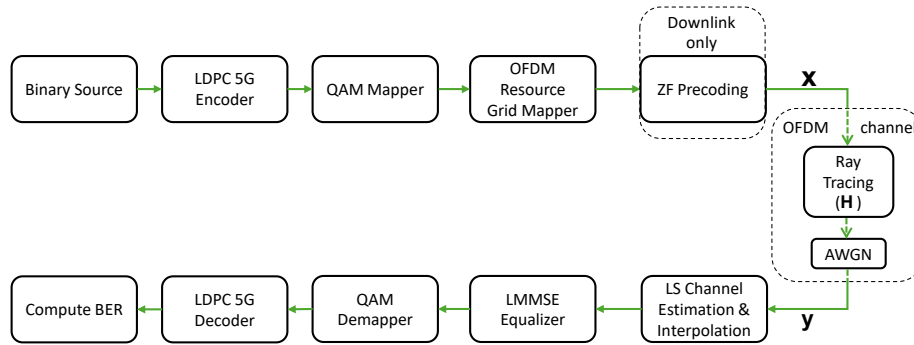 Downlink
only
Binary Source
LDPC 5G
Encoder
QAM Mapper
OFDM
Resource
Grid Mapper
ZF Precoding
x
OFDM channel
Ray
Tracing
(H )
AWGN
Compute BER
LDPC 5G
Decoder
QAM
Demapper
LMMSE
Equalizer
LS Channel
Estimation &
Interpolation
y